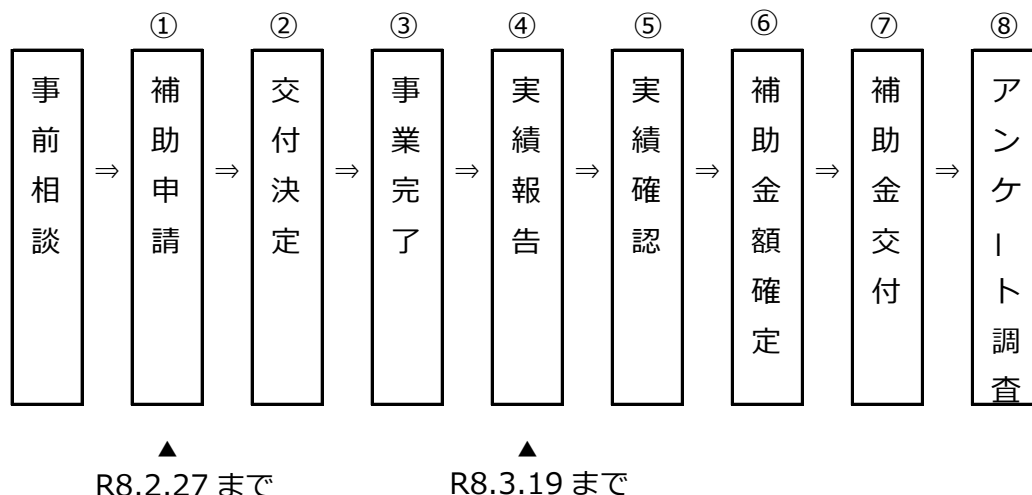 ① ② ③ ④ ⑤ ⑥ ⑦ ⑧
事前相談
⇒
補助申請
⇒
交付決定
⇒
事業完了
⇒
実績報告
⇒
実績確認
⇒
補助金額確定
⇒
補助金交付
⇒
アンケート調査
▲ ▲
R8.2.27 まで R8.3.19 まで